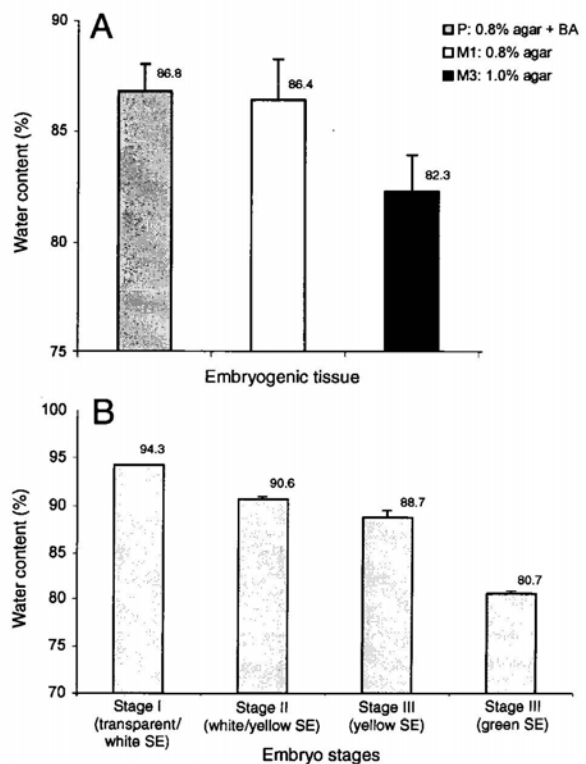 A
P: 0.8% agar + BA
M1: 0.8% agar
M3: 1.0% agar
90
85
80
75
Water content (%)
86.8
86.4
82.3
Embryogenic tissue
B
100
95
90
85
80
75
70
Water content (%)
94.3
90.6
88.7
80.7
Stage I
(transparent/
white SE)
Stage II
(white/yellow SE)
Stage III
(yellow SE)
Stage III
(green SE)
Embryo stages